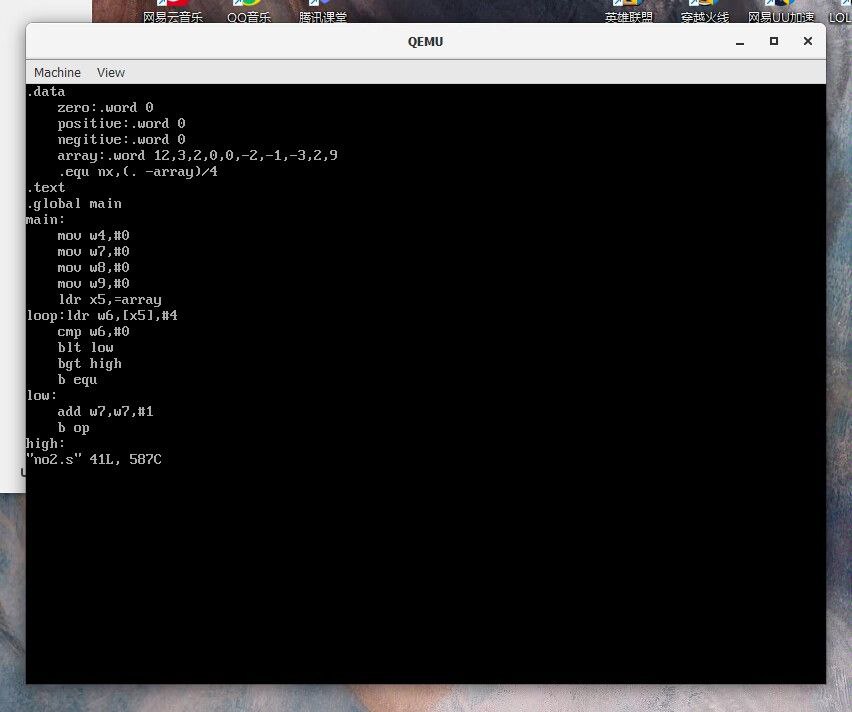 网易云音乐 QQ音乐 腾讯课堂 英雄联盟 穿越火线 网易UU加速 LOL
QEMU
Machine View
.data
    zero:.word 0
    positive:.word 0
    negitive:.word 0
    array:.word 12,3,2,0,0,-2,-1,-3,2,9
    .equ nx,(. -array)/4
.text
.global main
main:
    mov w4,#0
    mov w7,#0
    mov w8,#0
    mov w9,#0
    ldr x5,=array
loop:ldr w6,[x5],#4
    cmp w6,#0
    blt low
    bgt high
    b equ
low:
    add w7,w7,#1
    b op
high:
"no2.s" 41L, 587C